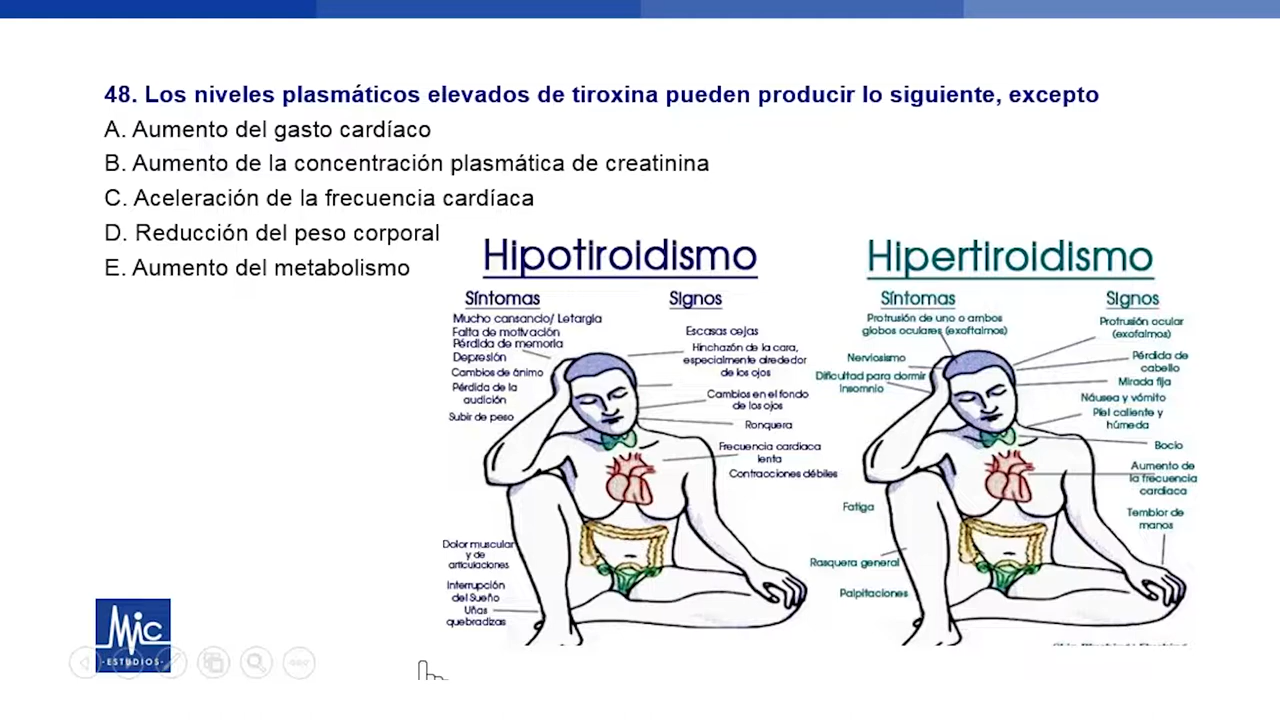 48. Los niveles plasmáticos elevados de tiroxina pueden producir lo siguiente, excepto
A. Aumento del gasto cardíaco
B. Aumento de la concentración plasmática de creatinina
C. Aceleración de la frecuencia cardíaca
D. Reducción del peso corporal
E. Aumento del metabolismo
Hipotiroidismo
Síntomas
Mucho cansancio/ Letargia
Falta de motivación
Pérdida de memoria
Depresión
Cambios de ánimo
Pérdida de la
audición
Subir de peso
Dolor muscular
y de
articulaciones
Interrupción
del Sueño
Uñas
quebradizas
Signos
Escasas cejas
Hinchazón de la cara,
especialmente alrededor
de los ojos
Cambios en el fondo
de los ojos
Ronquera
Frecuencia cardiaca
lenta
Contracciones débiles
Hipertiroidismo
Síntomas
Protrusión de uno o ambos
globos oculares (exoftalmos)
Nerviosismo
Dificultad para dormir
Insomnio
Fatiga
Rasquera general
Palpitaciones
Signos
Protrusión ocular
(exofalmos)
Pérdida de
cabello
Mirada fija
Náusea y vómito
Piel caliente y
húmeda
Bocio
Aumento de
la frecuencia
cardiaca
Temblor de
manos
Mic
·ESTUDIOS·